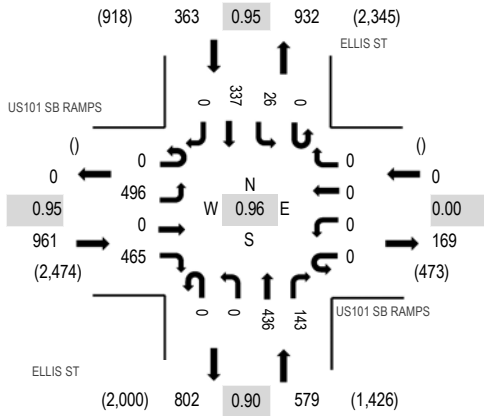 (918) 363 0.95 932 (2,345)
ELLIS ST
US101 SB RAMPS
0 337 26 0
()
0
0
0
()
0
496
0
0.95
W
N
0.96
S
E
0
0.00
961
0
465
0
169
(2,474)
(473)
0 0 436 143
US101 SB RAMPS
ELLIS ST
(2,000) 802 0.90 579 (1,426)